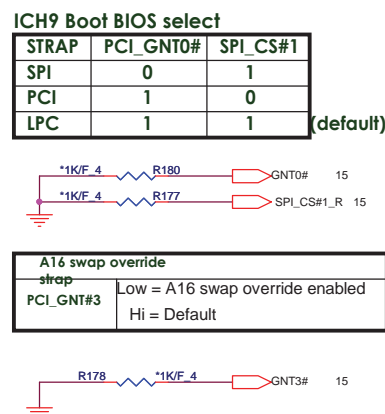 ICH9 Boot BIOS select
STRAP PCI_GNT0# SPI_CS#1
SPI 0 1
PCI 1 0
LPC 1 1 (default)
*1K/F_4 R180 GNT0# 15
*1K/F_4 R177 SPI_CS#1_R 15
A16 swap override
strap
PCI_GNT#3
Low = A16 swap override enabled
Hi = Default
R178 *1K/F_4 GNT3# 15